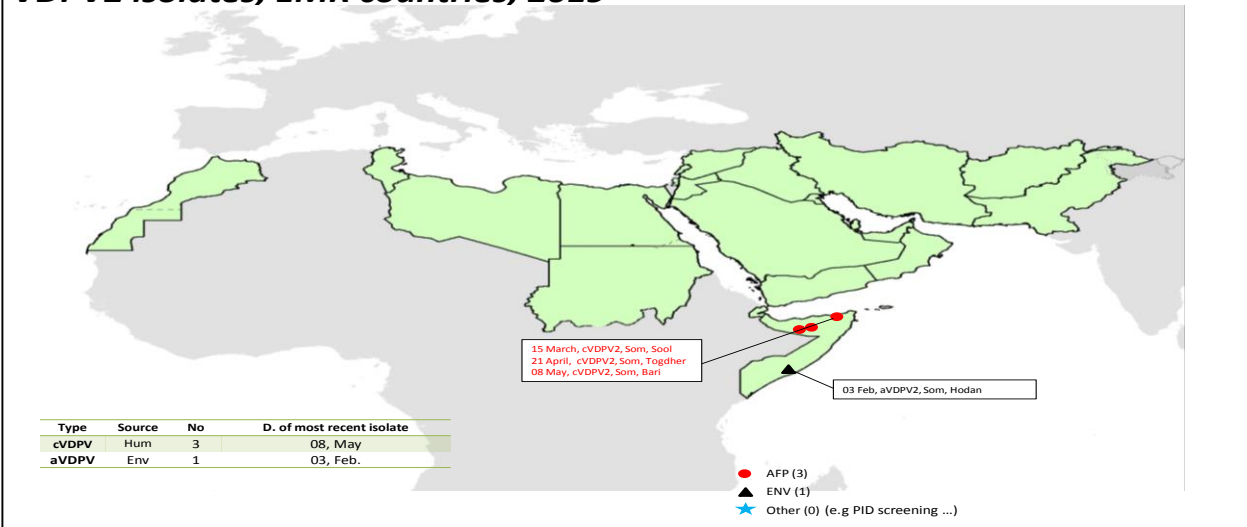 VDPV2 isolates, EMR countries, 2019
15 March, cVDPV2, Som, Sool
21 April, cVDPV2, Som, Togdher
08 May, cVDPV2, Som, Bari
03 Feb, aVDPV2, Som, Hodan
Type Source No D. of most recent isolate
cVDPV Hum 3 08, May
aVDPV Env 1 03, Feb.
AFP (3)
ENV (1)
Other (0) (e.g PID screening ...)